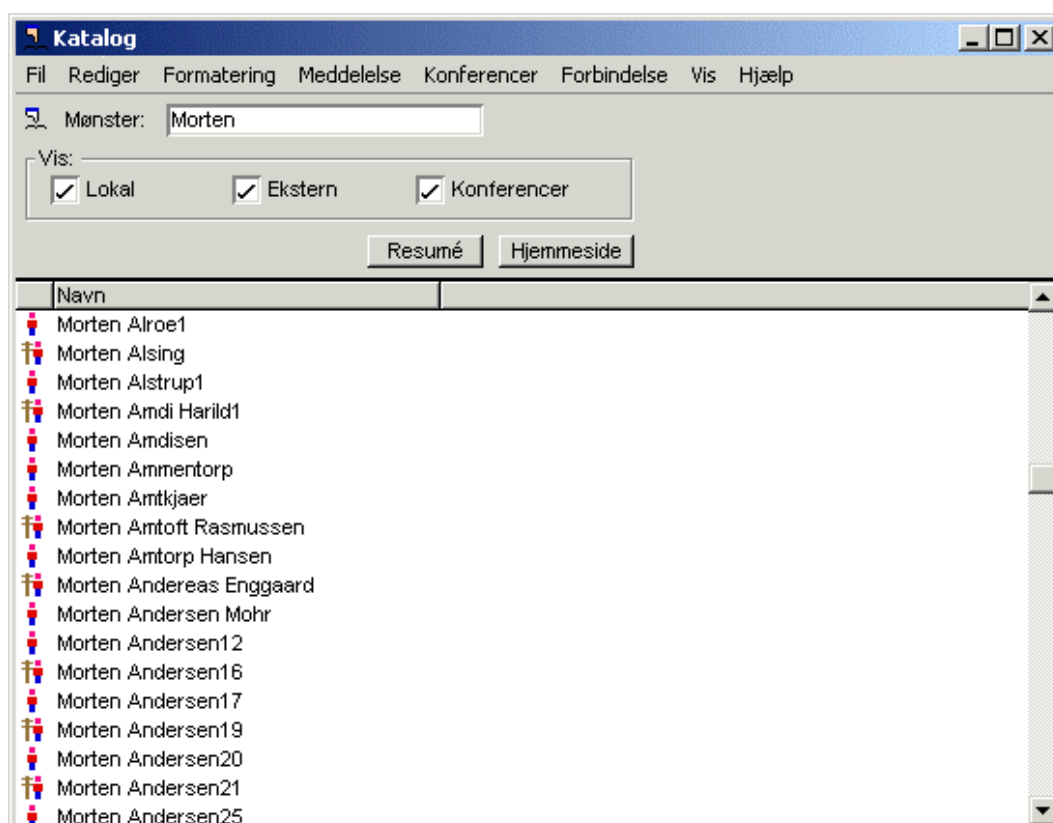 Katalog
Fil Rediger Formatering Meddelelse Konferencer Forbindelse Vis Hjælp
Mønster: Morten
Vis:
Lokal Ekstern Konferencer
Resumé Hjemmeside
Navn
Morten Alroe1
Morten Alsing
Morten Alstrup1
Morten Amdi Harild1
Morten Amdisen
Morten Ammentorp
Morten Amtkjaer
Morten Amtoft Rasmussen
Morten Amtorp Hansen
Morten Andereas Enggaard
Morten Andersen Mohr
Morten Andersen12
Morten Andersen16
Morten Andersen17
Morten Andersen19
Morten Andersen20
Morten Andersen21
Morten Andersen25